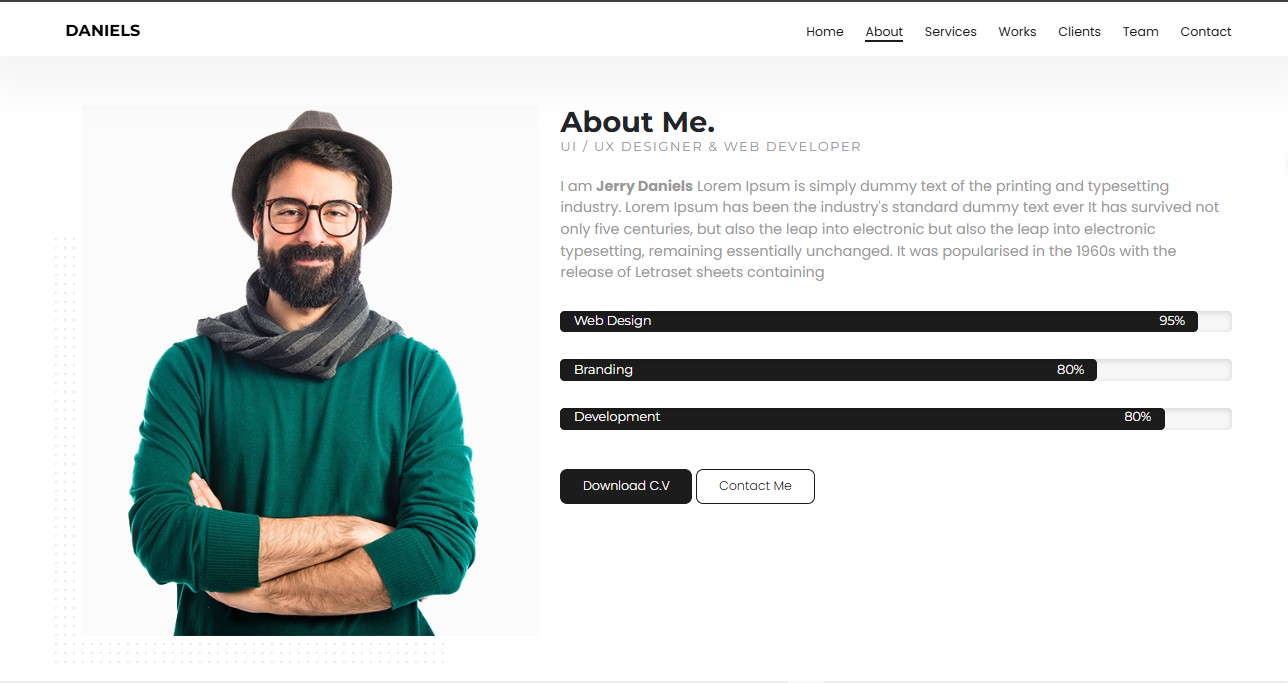 DANIELS
Home About Services Works Clients Team Contact
About Me.
UI / UX DESIGNER & WEB DEVELOPER
I am Jerry Daniels Lorem Ipsum is simply dummy text of the printing and typesetting
industry. Lorem Ipsum has been the industry's standard dummy text ever It has survived not
only five centuries, but also the leap into electronic but also the leap into electronic
typesetting, remaining essentially unchanged. It was popularised in the 1960s with the
release of Letraset sheets containing
Web Design 95%
Branding 80%
Development 80%
Download C.V Contact Me